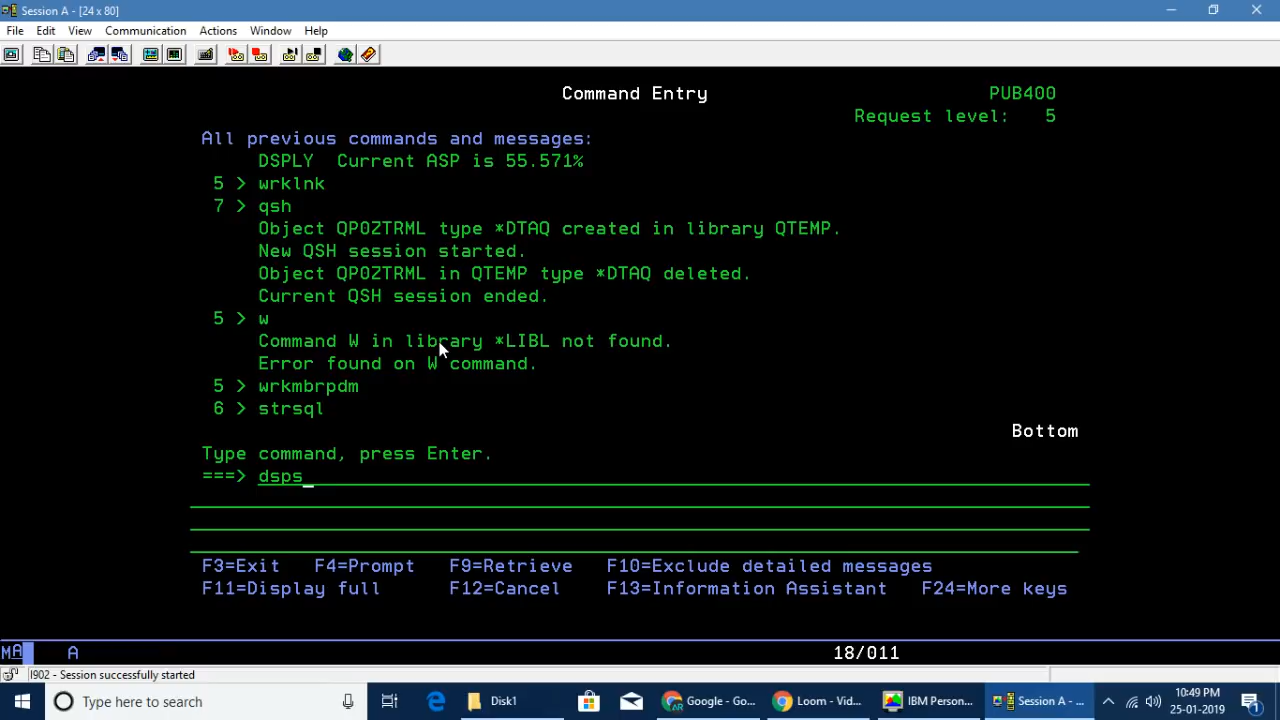 Session A - [24 x 80]
File Edit View Communication Actions Window Help
Command Entry PUB400
Request level: 5
All previous commands and messages:
DSPLY Current ASP is 55.571%
5 > wrklnk
7 > qsh
Object QP0ZTRML type *DTAQ created in library QTEMP.
New QSH session started.
Object QP0ZTRML in QTEMP type *DTAQ deleted.
Current QSH session ended.
5 > w
Command W in library *LIBL not found.
Error found on W command.
5 > wrkmbrpdm
6 > strsql
Bottom
Type command, press Enter.
===> dsps_
F3=Exit F4=Prompt F9=Retrieve F10=Exclude detailed messages
F11=Display full F12=Cancel F13=Information Assistant F24=More keys
MA A 18/011
I902 - Session successfully started
Type here to search Disk1 Google - Go... Loom - Vid... IBM Person... Session A - ... 10:49 PM
25-01-2019